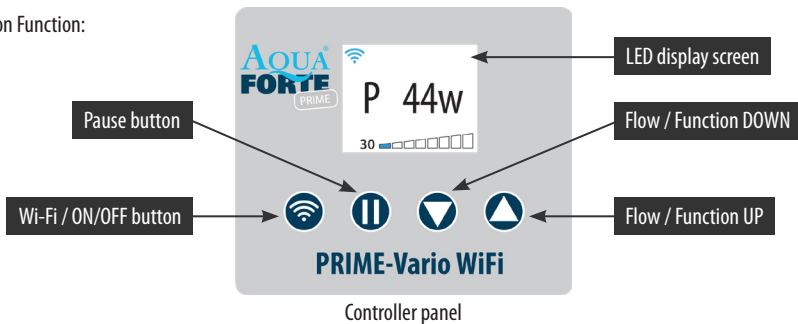 on Function:
AQUA
FORTE
PRIME
P 44w
30
LED display screen
Pause button
Flow / Function DOWN
Wi-Fi / ON/OFF button
Flow / Function UP
PRIME-Vario WiFi
Controller panel